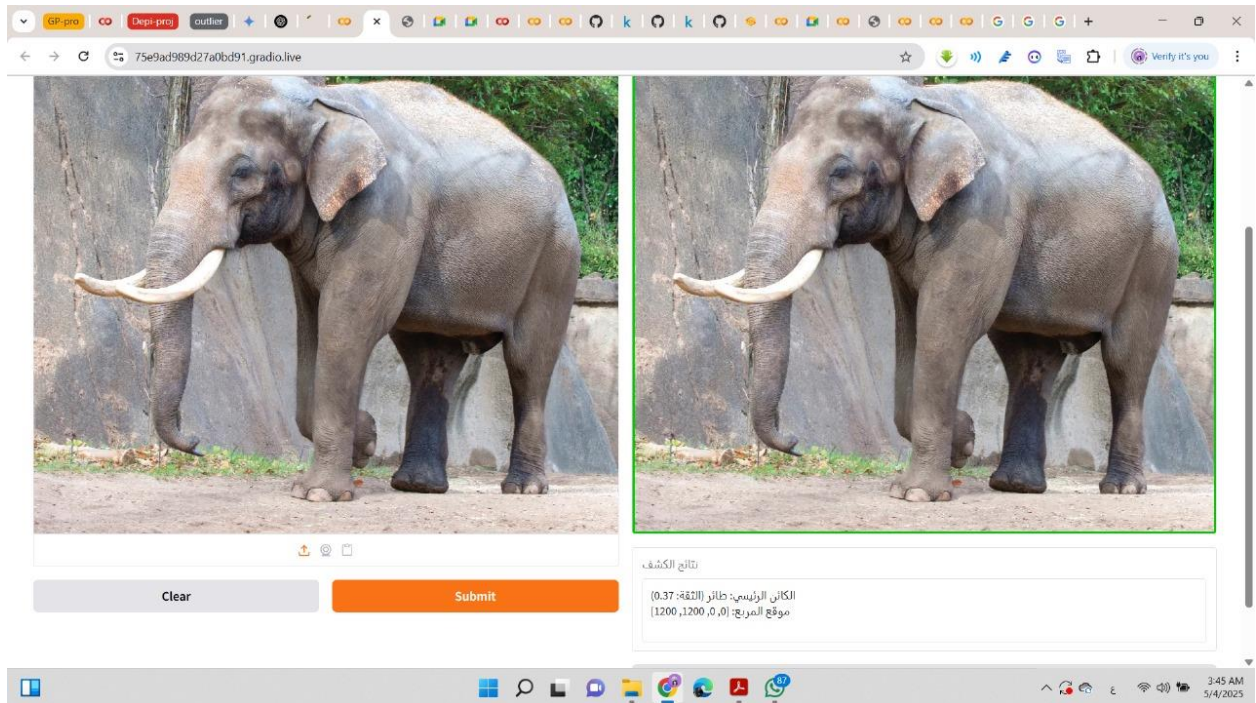 GP-pro
Depi-proj
outlier
75e9ad989d27a0bd91.gradio.live
Verify it's you
Clear
Submit
نتائج الكشف
الكائن الرئيسي: طائر (الثقة: 0.37)
موقع المربع: [0, 0, 1200, 1200]
87
ع
3:45 AM
5/4/2025